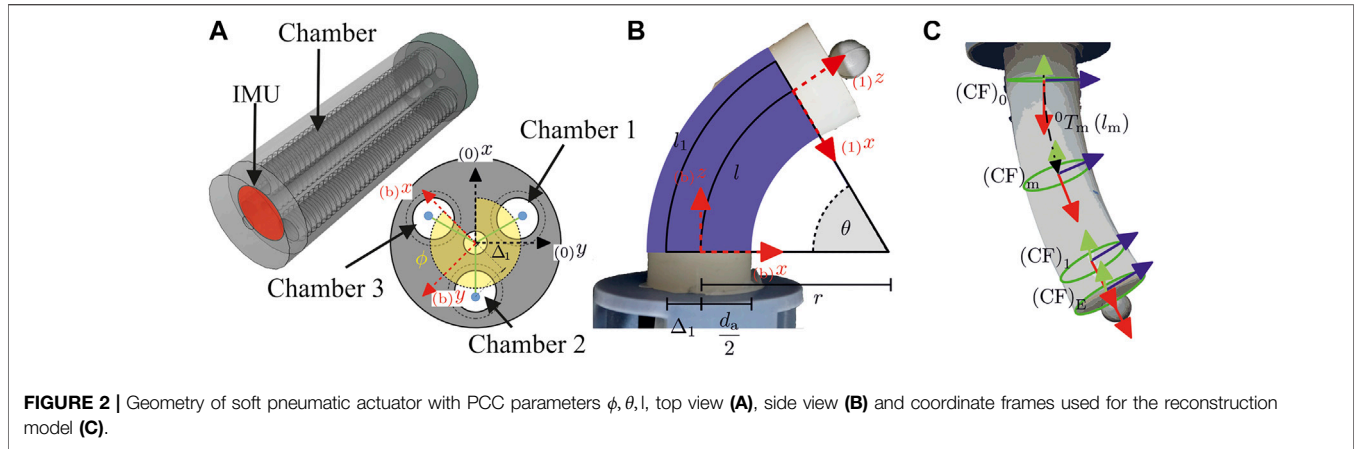 A
Chamber
IMU
Chamber 1
(0)x
(b)x
Δ₁
(0)y
ϕ
(b)y
Chamber 3
Chamber 2
B
(1)z
l₁
(1)x
l
θ
(b)x
r
Δ₁
dₐ/2
C
(CF)₀
⁰Tₘ (lₘ)
(CF)ₘ
(CF)₁
(CF)E
FIGURE 2 | Geometry of soft pneumatic actuator with PCC parameters ϕ, θ, l, top view (A), side view (B) and coordinate frames used for the reconstruction
model (C).